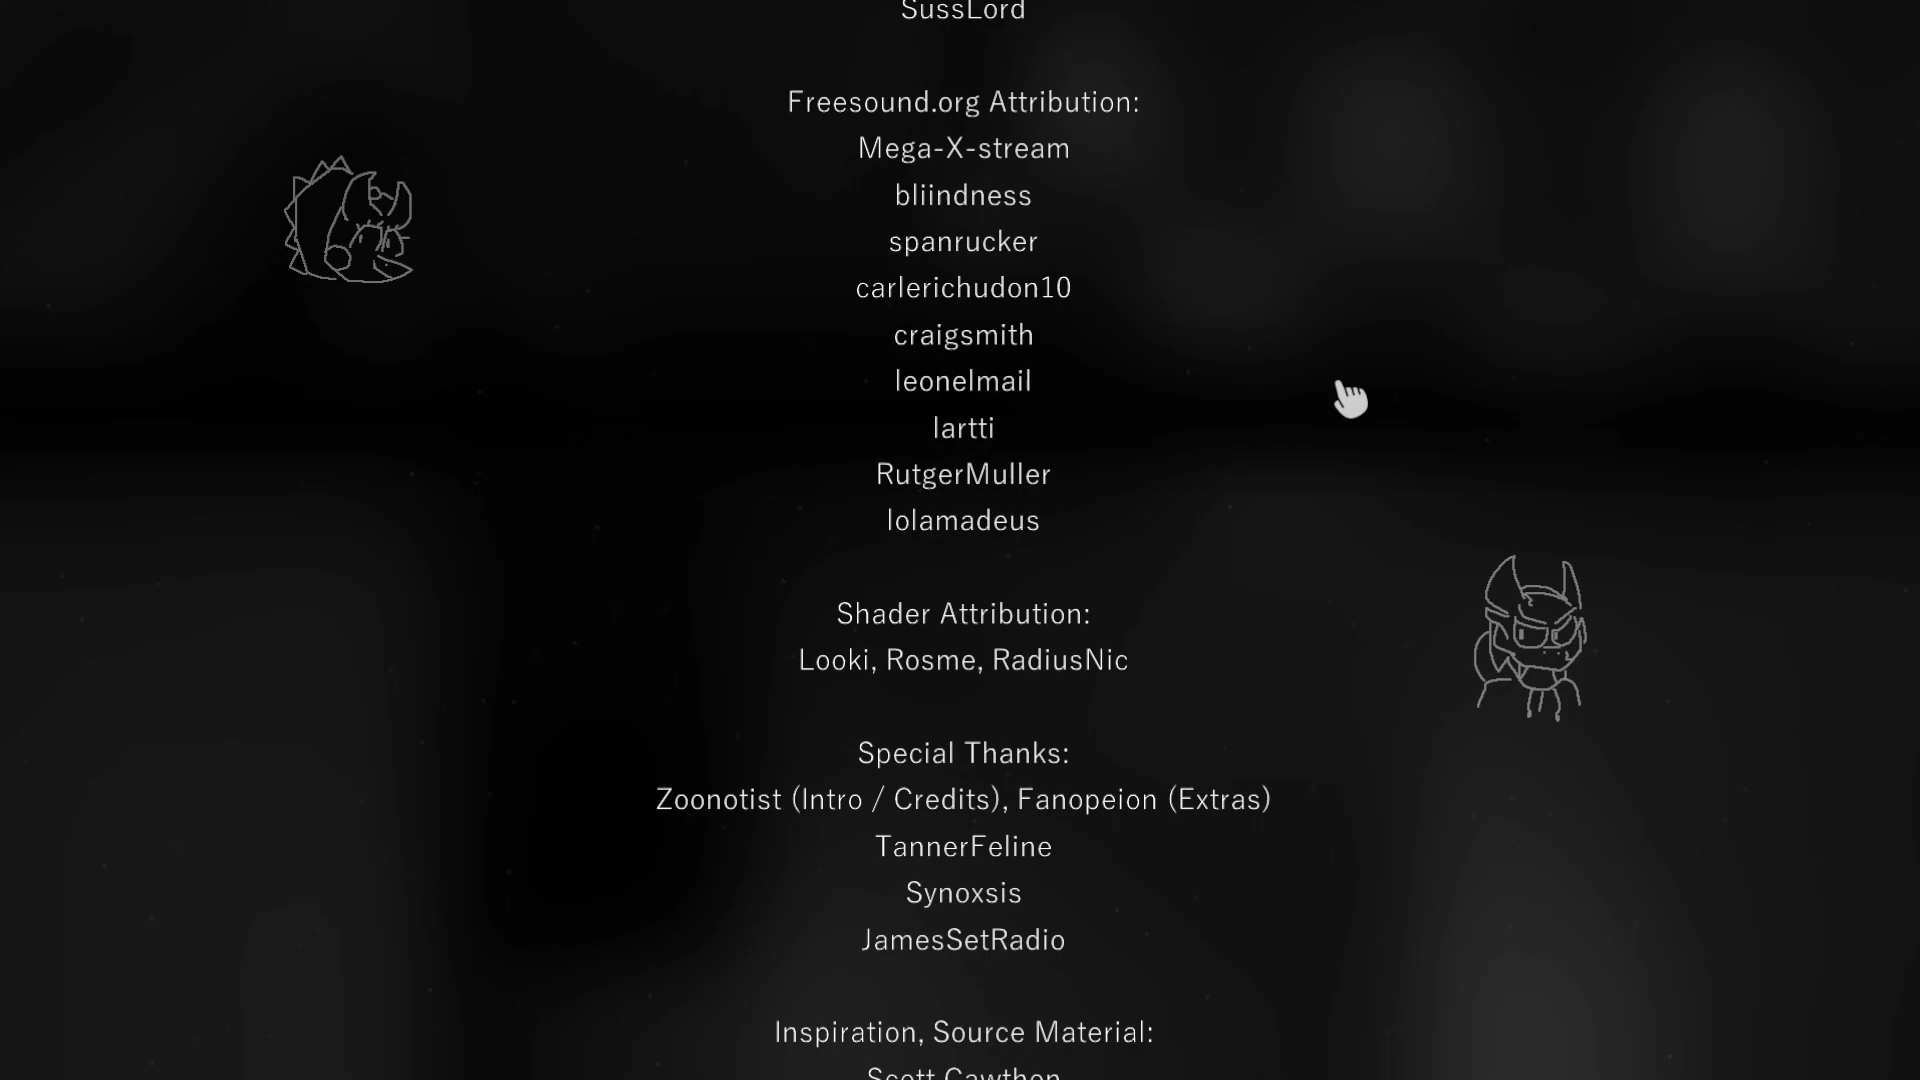 SussLord
Freesound.org Attribution:
Mega-X-stream
bliindness
spanrucker
carlerichudon10
craigsmith
leonelmail
lartti
RutgerMuller
lolamadeus
Shader Attribution:
Looki, Rosme, RadiusNic
Special Thanks:
Zoonotist (Intro / Credits), Fanopeion (Extras)
TannerFeline
Synoxsis
JamesSetRadio
Inspiration, Source Material:
Scott Cawthon